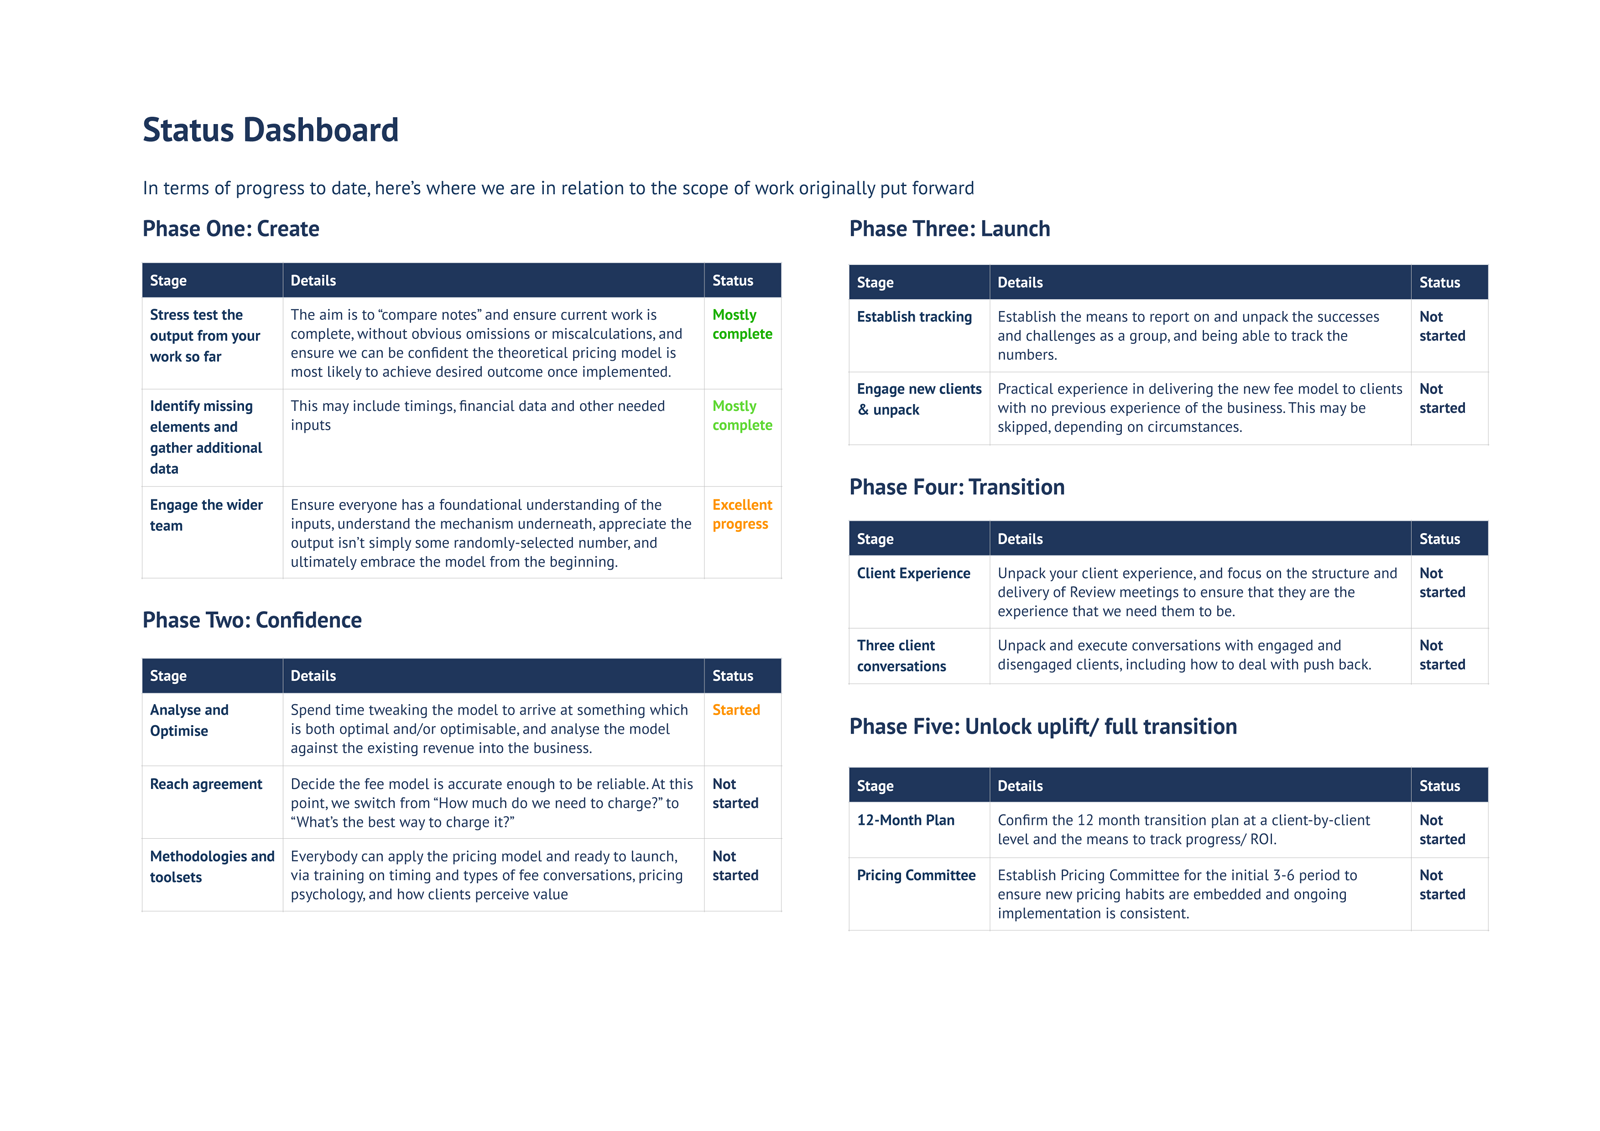 Status Dashboard
In terms of progress to date, here's where we are in relation to the scope of work originally put forward
Phase One: Create
Stage Details Status
Stress test the
output from your
work so far
The aim is to “compare notes” and ensure current work is
complete, without obvious omissions or miscalculations, and
ensure we can be confident the theoretical pricing model is
most likely to achieve desired outcome once implemented.
Mostly
complete
Identify missing
elements and
gather additional
data
This may include timings, financial data and other needed
inputs
Mostly
complete
Engage the wider
team
Ensure everyone has a foundational understanding of the
inputs, understand the mechanism underneath, appreciate the
output isn't simply some randomly-selected number, and
ultimately embrace the model from the beginning.
Excellent
progress
Phase Two: Confidence
Stage Details Status
Analyse and
Optimise
Spend time tweaking the model to arrive at something which
is both optimal and/or optimisable, and analyse the model
against the existing revenue into the business.
Started
Reach agreement
Decide the fee model is accurate enough to be reliable. At this
point, we switch from “How much do we need to charge?” to
“What's the best way to charge it?”
Not
started
Methodologies and
toolsets
Everybody can apply the pricing model and ready to launch,
via training on timing and types of fee conversations, pricing
psychology, and how clients perceive value
Not
started
Phase Three: Launch
Stage Details Status
Establish tracking
Establish the means to report on and unpack the successes
and challenges as a group, and being able to track the
numbers.
Not
started
Engage new clients
& unpack
Practical experience in delivering the new fee model to clients
with no previous experience of the business. This may be
skipped, depending on circumstances.
Not
started
Phase Four: Transition
Stage Details Status
Client Experience
Unpack your client experience, and focus on the structure and
delivery of Review meetings to ensure that they are the
experience that we need them to be.
Not
started
Three client
conversations
Unpack and execute conversations with engaged and
disengaged clients, including how to deal with push back.
Not
started
Phase Five: Unlock uplift/ full transition
Stage Details Status
12-Month Plan
Confirm the 12 month transition plan at a client-by-client
level and the means to track progress/ ROI.
Not
started
Pricing Committee
Establish Pricing Committee for the initial 3-6 period to
ensure new pricing habits are embedded and ongoing
implementation is consistent.
Not
started